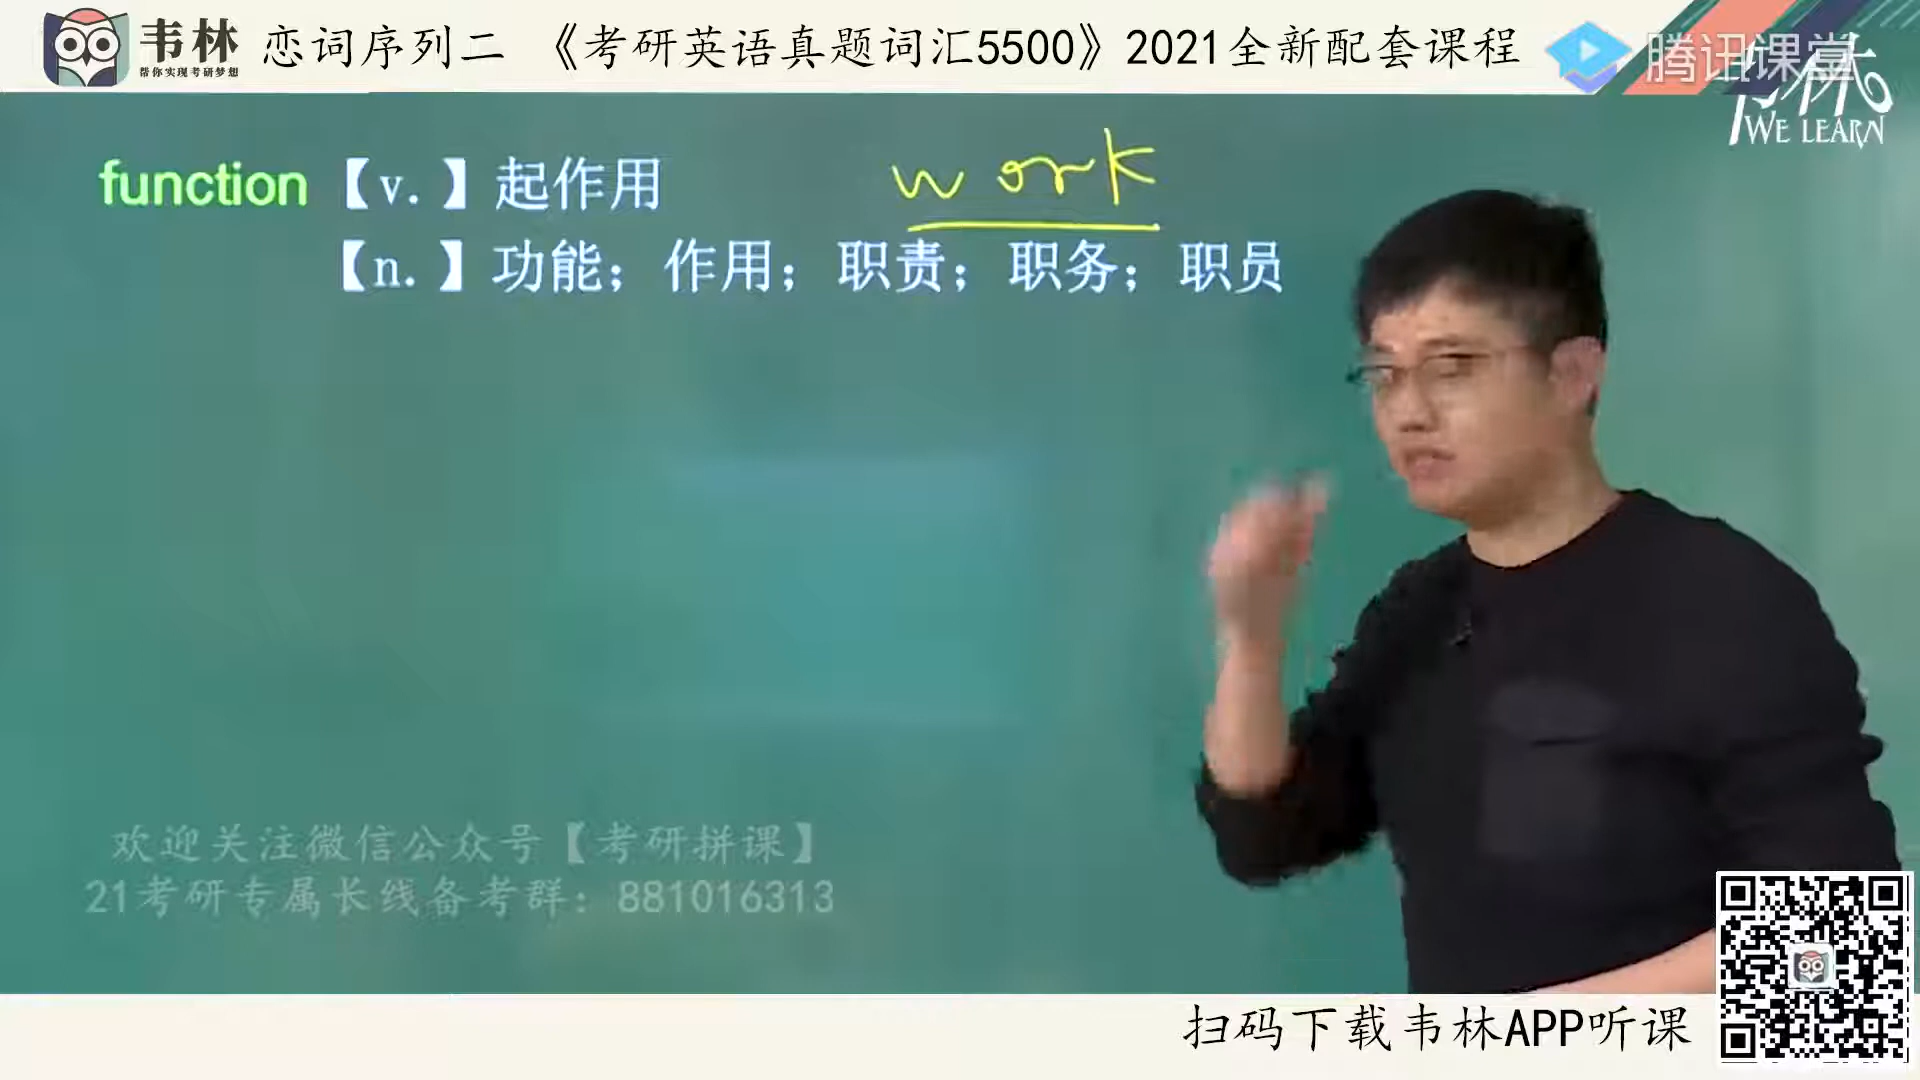 韦林 恋词序列二 《考研英语真题词汇5500》2021全新配套课程
帮你实现考研梦想
腾讯课堂
韦林
WE LEARN
function【v.】起作用
work
【n.】功能；作用；职责；职务；职员
欢迎关注微信公众号【考研拼课】
21考研专属长线备考群：881016313
扫码下载韦林APP听课